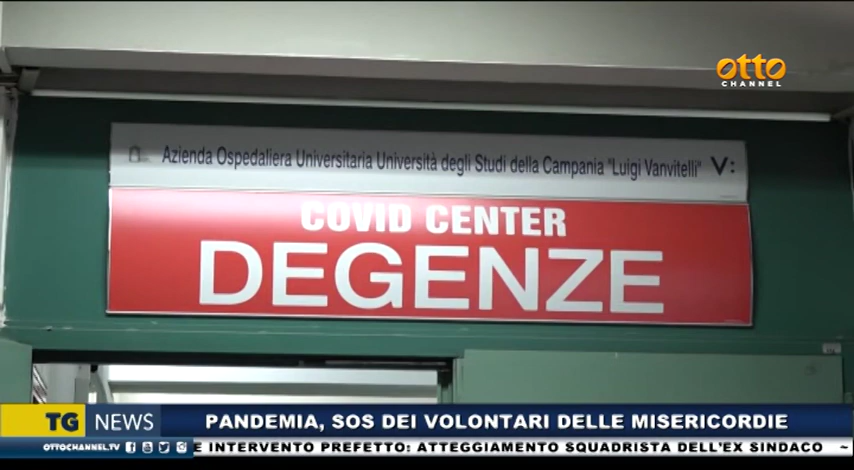 otto
CHANNEL
Azienda Ospedaliera Universitaria Università degli Studi della Campania "Luigi Vanvitelli" V:
COVID CENTER
DEGENZE
TG NEWS
PANDEMIA, SOS DEI VOLONTARI DELLE MISERICORDIE
OTTOCHANNEL.TV
E INTERVENTO PREFETTO: ATTEGGIAMENTO SQUADRISTA DELL'EX SINDACO ~